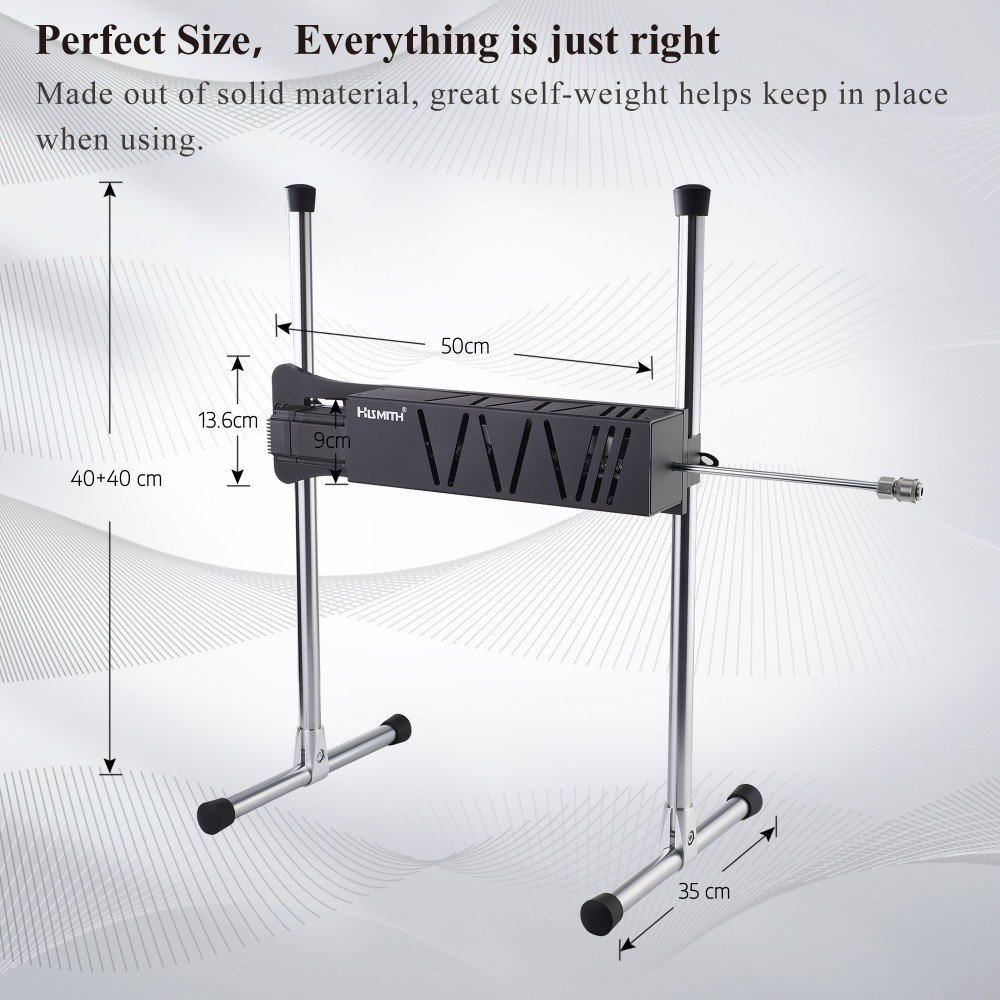 Perfect Size， Everything is just right
Made out of solid material, great self-weight helps keep in place
when using.
50cm
13.6cm
HISMITH®
9cm
40+40 cm
35 cm